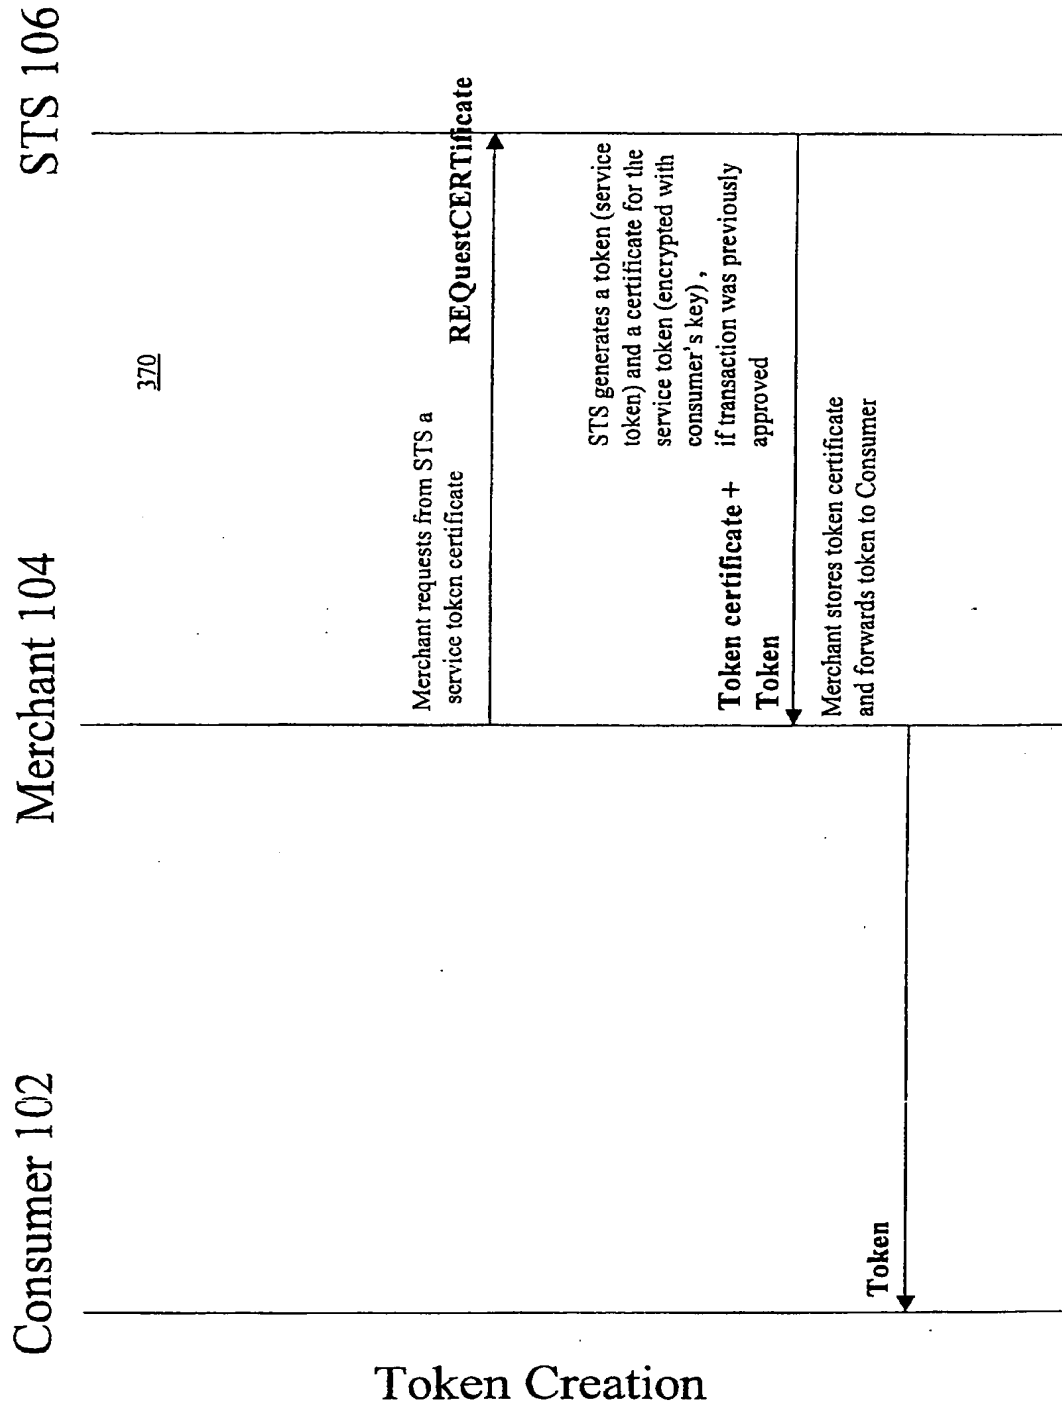 Consumer 102
Merchant 104
STS 106
370
Merchant requests from STS a
service token certificate
REQuestCERTificate
STS generates a token (service
token) and a certificate for the
service token (encrypted with
consumer's key) ,
if transaction was previously
approved
Token certificate +
Token
Merchant stores token certificate
and forwards token to Consumer
Token
Token Creation